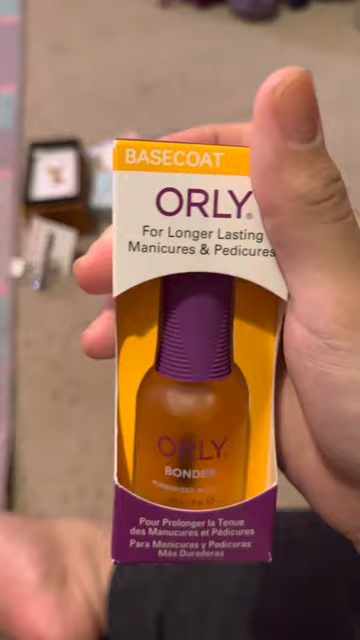 BASECOAT
ORLY®
For Longer Lasting
Manicures & Pedicures
ORLY
BONDER
Pour Prolonger la Tenue
des Manucures et Pédicures
Para Manicuras y Pedicuras
Más Duraderas